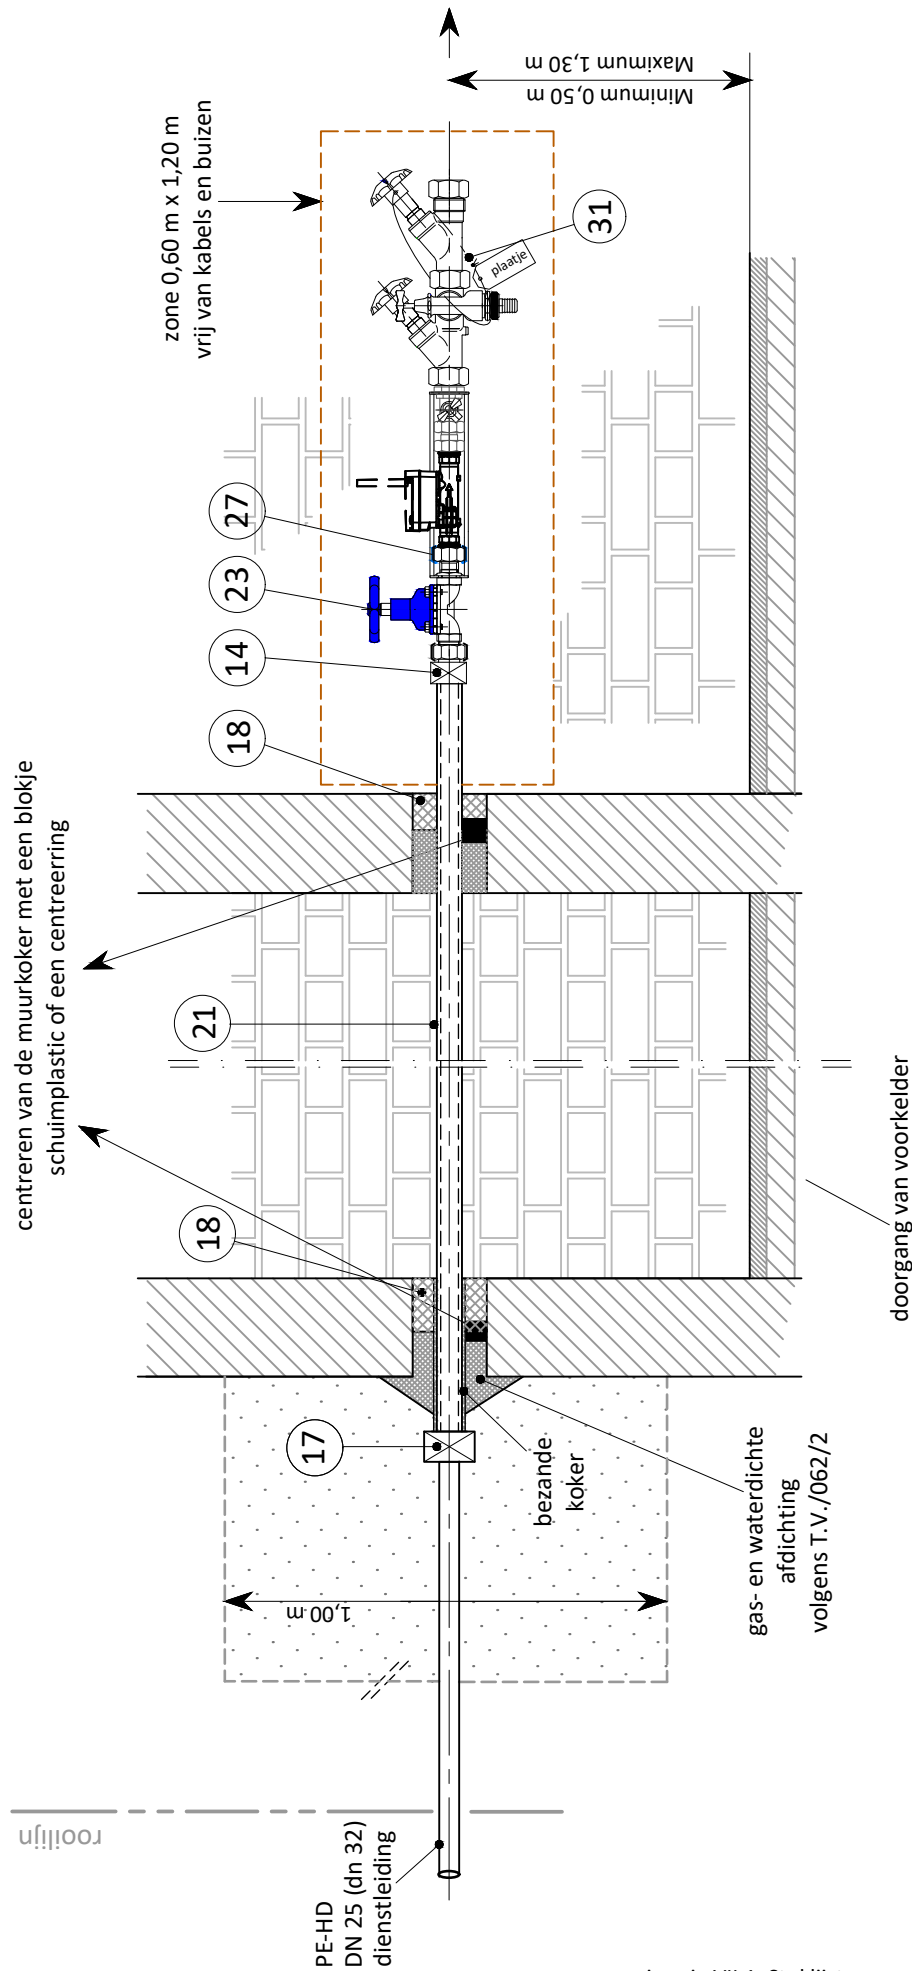 centreren van de muurkoker met een blokje
schuimplastic of een centreerring
zone 0,60 m x 1,20 m
vrij van kabels en buizen
rooilijn
PE-HD
DN 25 (dn 32)
dienstleiding
1,00 m
17
18
21
18
14
23
27
31
plaatje
Minimum 0,50 m
Maximum 1,30 m
bezande
koker
gas- en waterdichte
afdichting
volgens T.V./062/2
doorgang van voorkelder